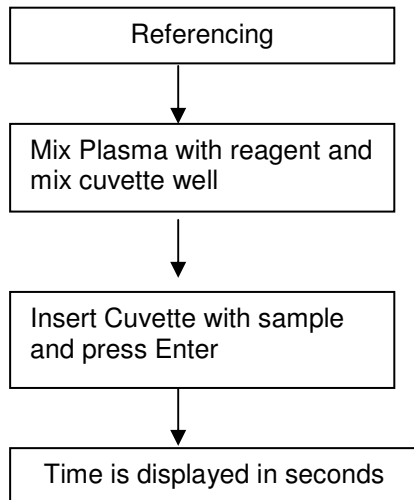 Referencing
Mix Plasma with reagent and
mix cuvette well
Insert Cuvette with sample
and press Enter
Time is displayed in seconds